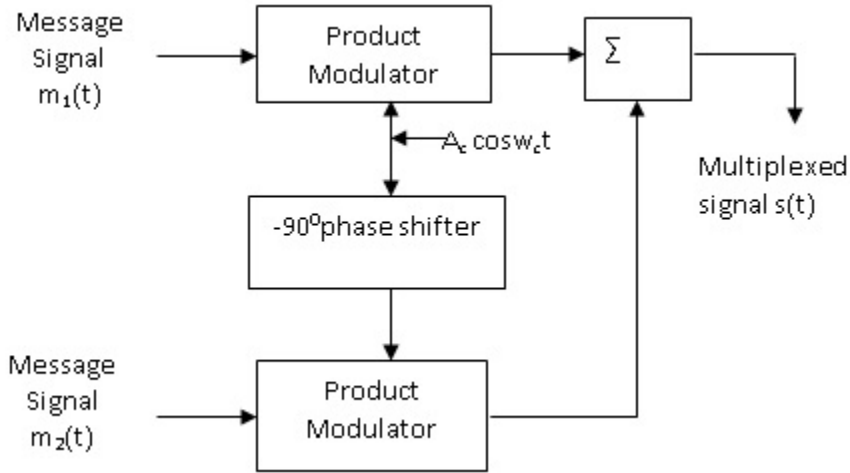 Message
Signal
m₁(t)
Product
Modulator
∑
A꜀ cosw꜀t
Multiplexed
signal s(t)
-90⁰phase shifter
Message
Signal
m₂(t)
Product
Modulator